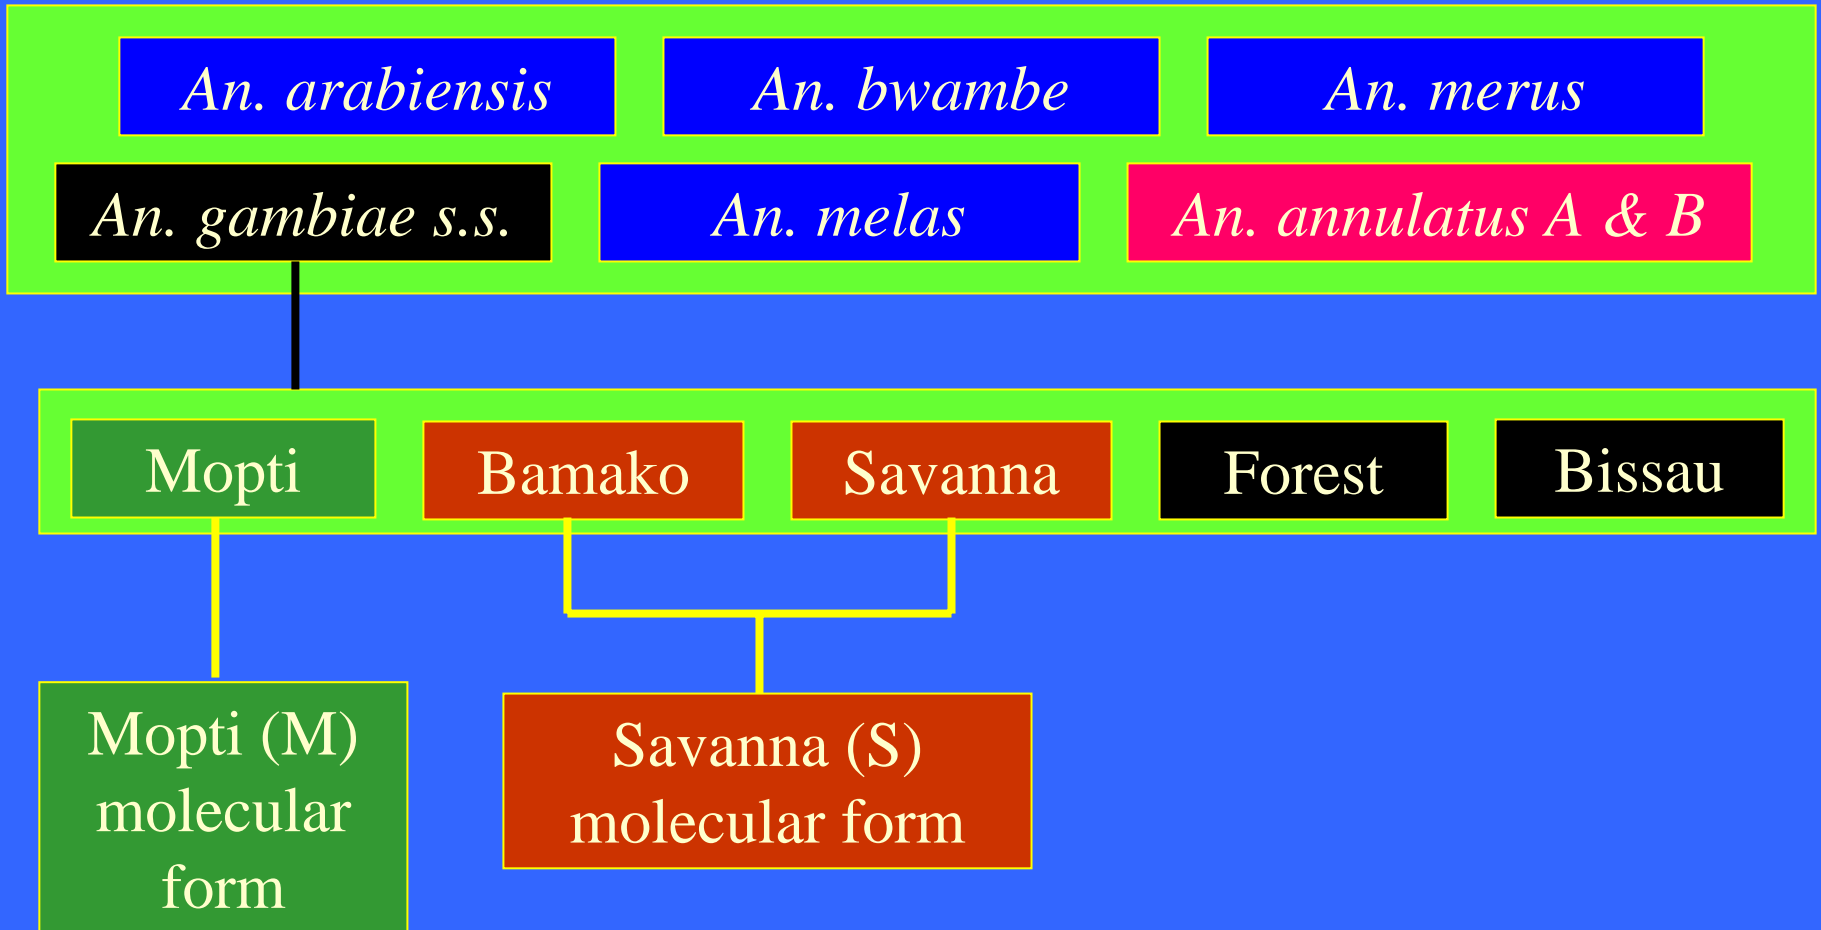 An. arabiensis
An. bwambe
An. merus
An. gambiae s.s.
An. melas
An. annulatus A & B
Mopti
Bamako
Savanna
Forest
Bissau
Mopti (M)
molecular
form
Savanna (S)
molecular form